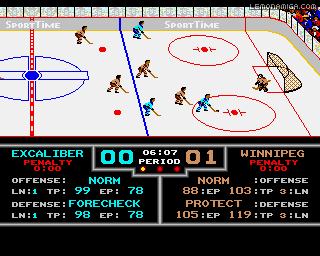 LEMONAMIGA.COM
SPORTTIME SPORTTIME
EXCALIBER 00 06:07 01 WINNIPEG
PENALTY PERIOD PENALTY
0:00 0:00
OFFENSE: NORM NORM :OFFENSE
LN:1 TP: 99 EP: 78 88:EP 103:TP 3:LN
DEFENSE: FORECHECK PROTECT :DEFENSE
LN:1 TP: 98 EP: 78 105:EP 119:TP 3:LN